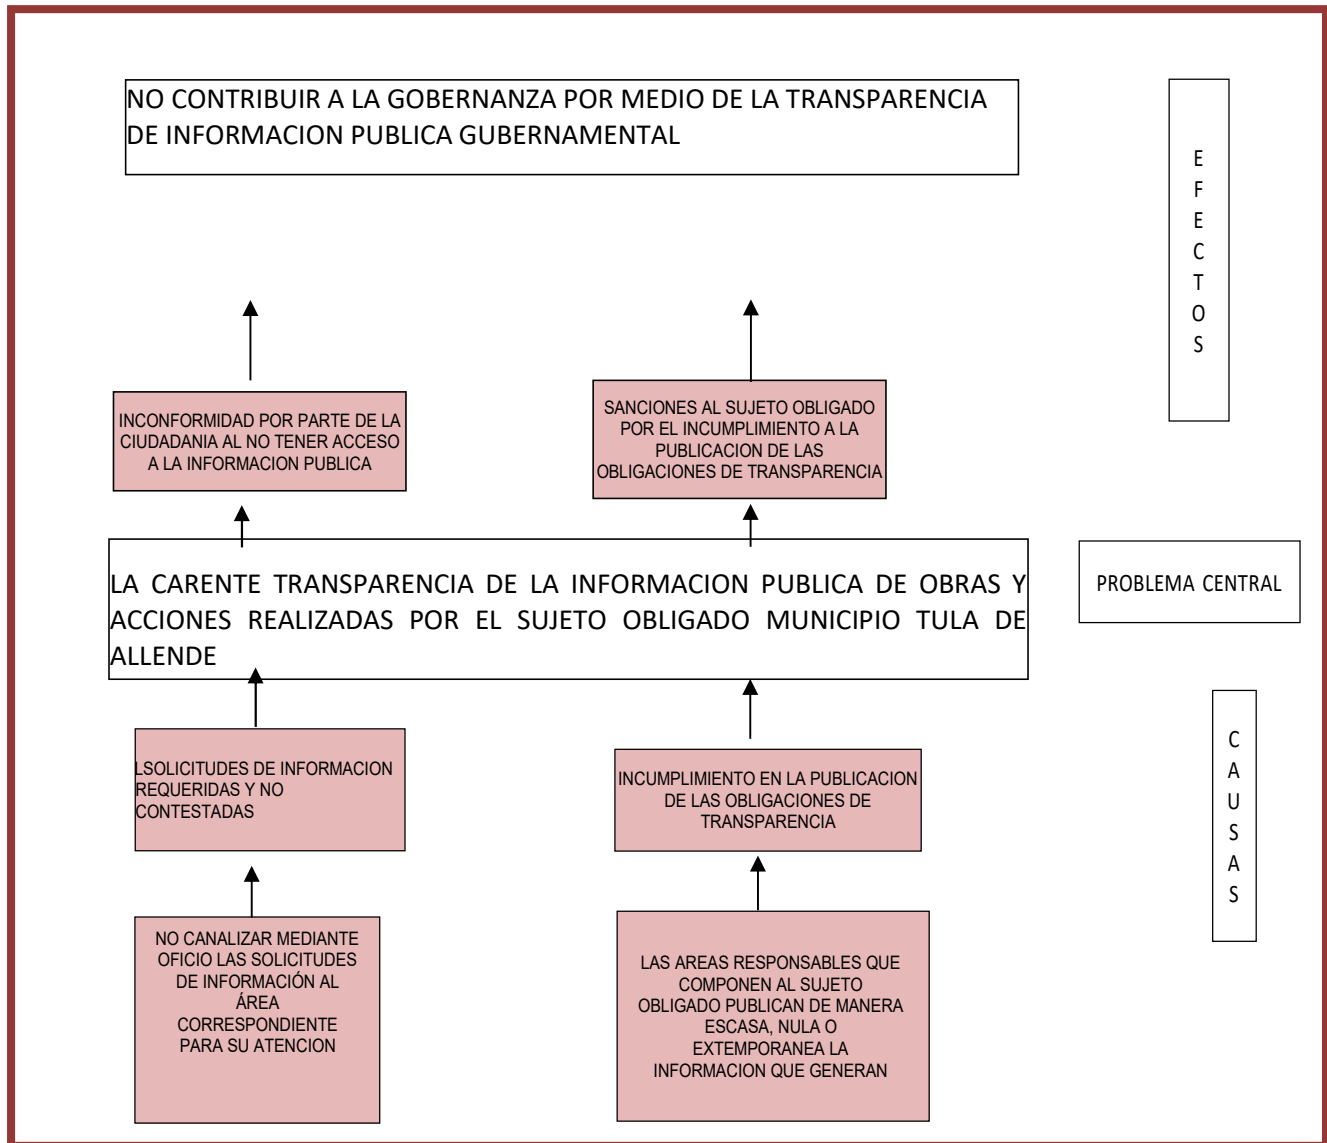 NO CONTRIBUIR A LA GOBERNANZA POR MEDIO DE LA TRANSPARENCIA
DE INFORMACION PUBLICA GUBERNAMENTAL
E
F
E
C
T
O
S
INCONFORMIDAD POR PARTE DE LA
CIUDADANIA AL NO TENER ACCESO
A LA INFORMACION PUBLICA
SANCIONES AL SUJETO OBLIGADO
POR EL INCUMPLIMIENTO A LA
PUBLICACION DE LAS
OBLIGACIONES DE TRANSPARENCIA
LA CARENTE TRANSPARENCIA DE LA INFORMACION PUBLICA DE OBRAS Y
ACCIONES REALIZADAS POR EL SUJETO OBLIGADO MUNICIPIO TULA DE
ALLENDE
PROBLEMA CENTRAL
LSOLICITUDES DE INFORMACION
REQUERIDAS Y NO
CONTESTADAS
INCUMPLIMIENTO EN LA PUBLICACION
DE LAS OBLIGACIONES DE
TRANSPARENCIA
C
A
U
S
A
S
NO CANALIZAR MEDIANTE
OFICIO LAS SOLICITUDES
DE INFORMACIÓN AL
ÁREA
CORRESPONDIENTE
PARA SU ATENCION
LAS AREAS RESPONSABLES QUE
COMPONEN AL SUJETO
OBLIGADO PUBLICAN DE MANERA
ESCASA, NULA O
EXTEMPORANEA LA
INFORMACION QUE GENERAN